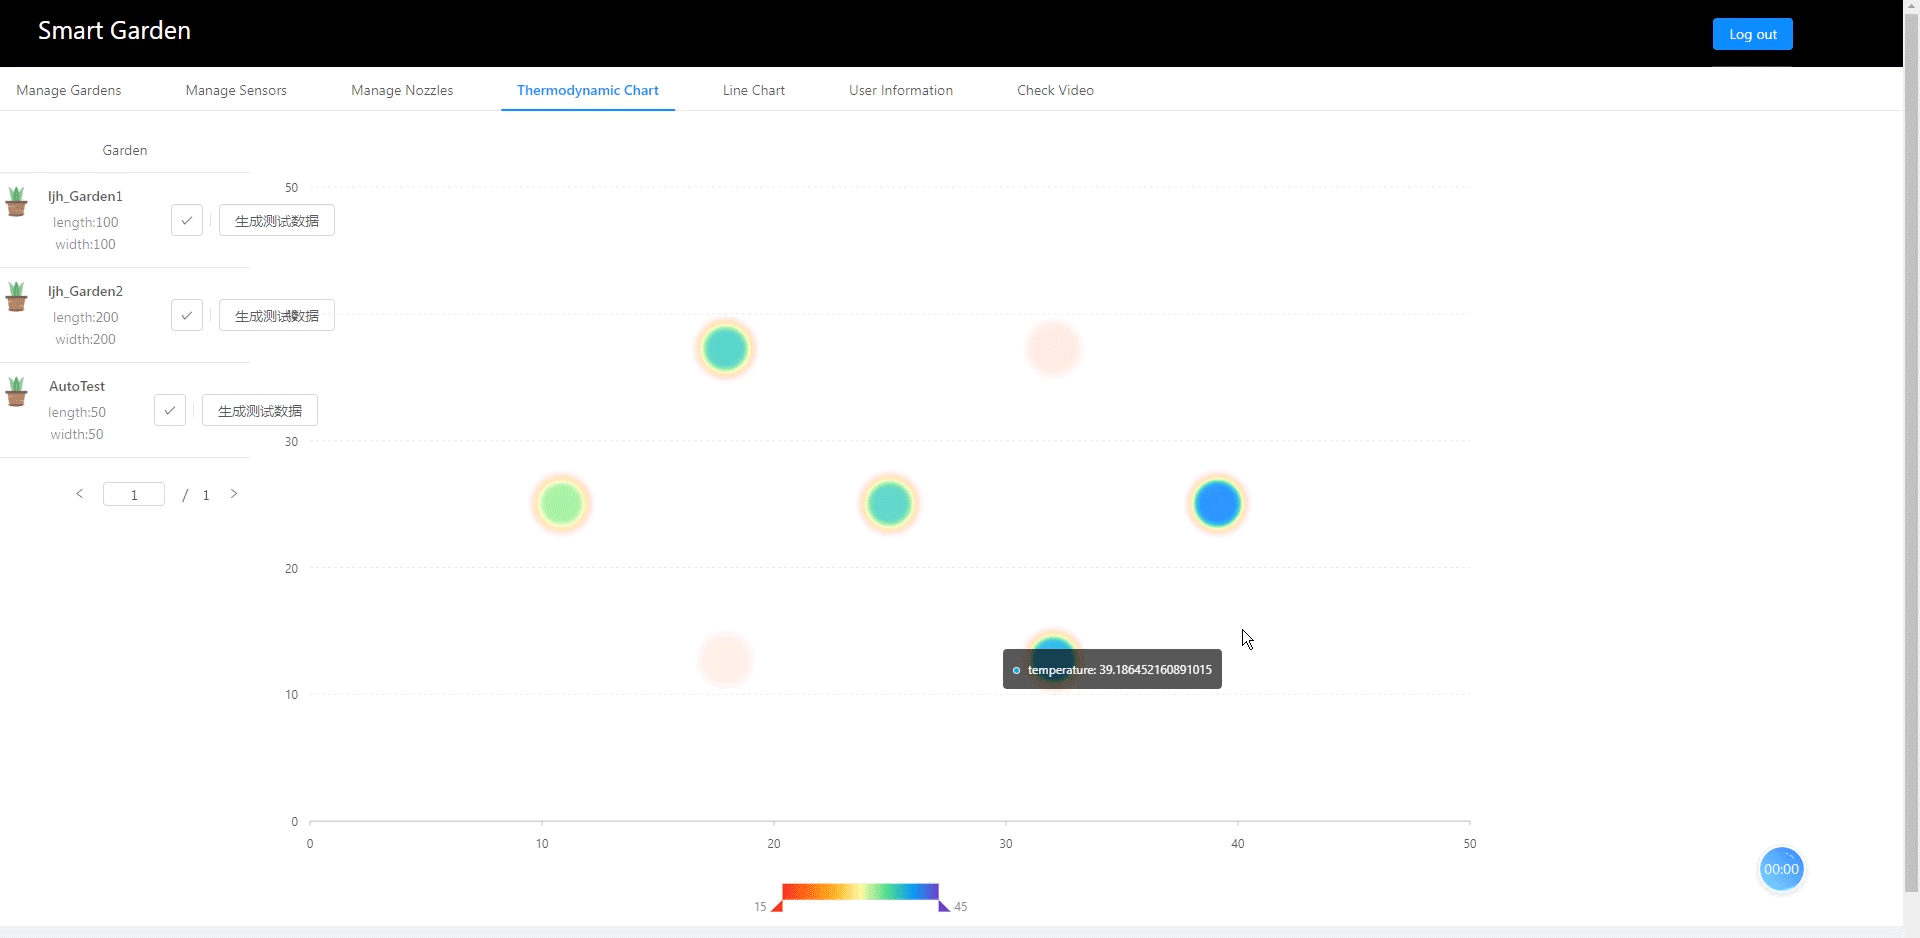 Smart Garden
Log out
Manage Gardens
Manage Sensors
Manage Nozzles
Thermodynamic Chart
Line Chart
User Information
Check Video
Garden
ljh_Garden1
length:100
width:100
生成测试数据
ljh_Garden2
length:200
width:200
生成测试数据
AutoTest
length:50
width:50
生成测试数据
1 / 1
50
30
20
10
0
temperature: 39.186452160891015
0 10 20 30 40 50
15 45
00:00